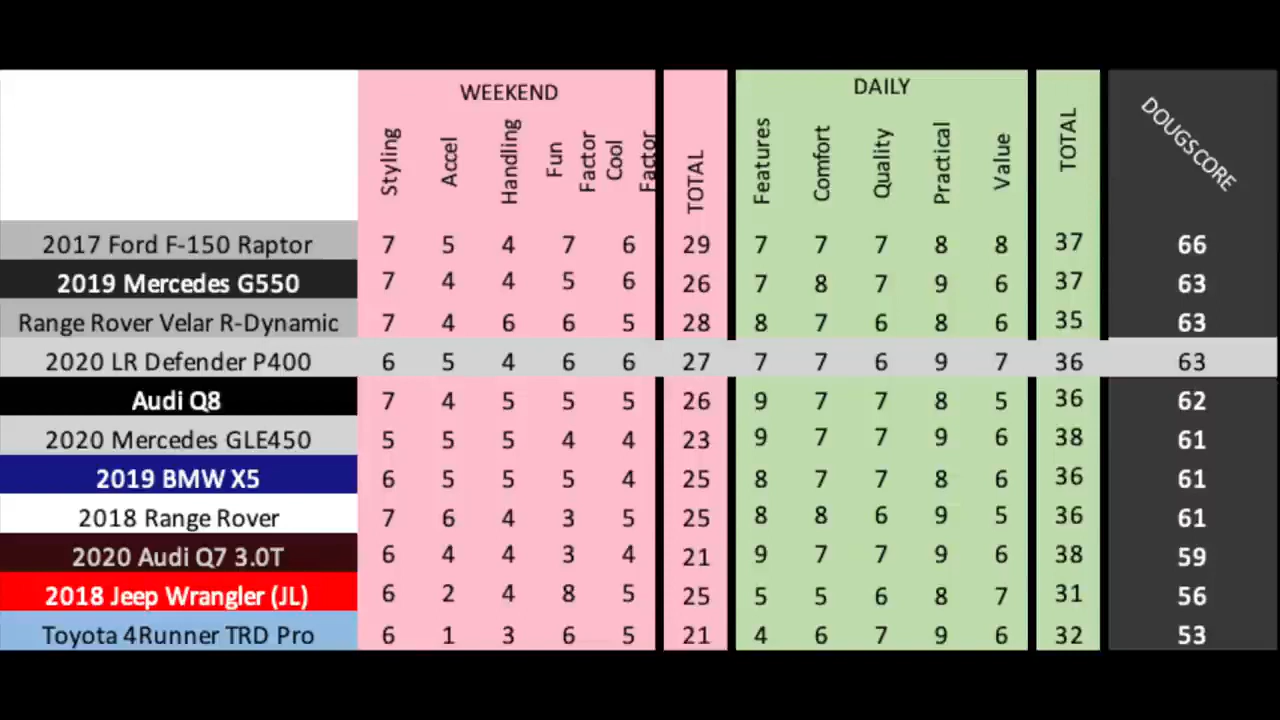 WEEKEND DAILY
Styling Accel Handling Fun Factor Cool Factor TOTAL Features Comfort Quality Practical Value TOTAL DOUGSCORE
2017 Ford F-150 Raptor 7 5 4 7 6 29 7 7 7 8 8 37 66
2019 Mercedes G550 7 4 4 5 6 26 7 8 7 9 6 37 63
Range Rover Velar R-Dynamic 7 4 6 6 5 28 8 7 6 8 6 35 63
2020 LR Defender P400 6 5 4 6 6 27 7 7 6 9 7 36 63
Audi Q8 7 4 5 5 5 26 9 7 7 8 5 36 62
2020 Mercedes GLE450 5 5 5 4 4 23 9 7 7 9 6 38 61
2019 BMW X5 6 5 5 5 4 25 8 7 7 8 6 36 61
2018 Range Rover 7 6 4 3 5 25 8 8 6 9 5 36 61
2020 Audi Q7 3.0T 6 4 4 3 4 21 9 7 7 9 6 38 59
2018 Jeep Wrangler (JL) 6 2 4 8 5 25 5 5 6 8 7 31 56
Toyota 4Runner TRD Pro 6 1 3 6 5 21 4 6 7 9 6 32 53